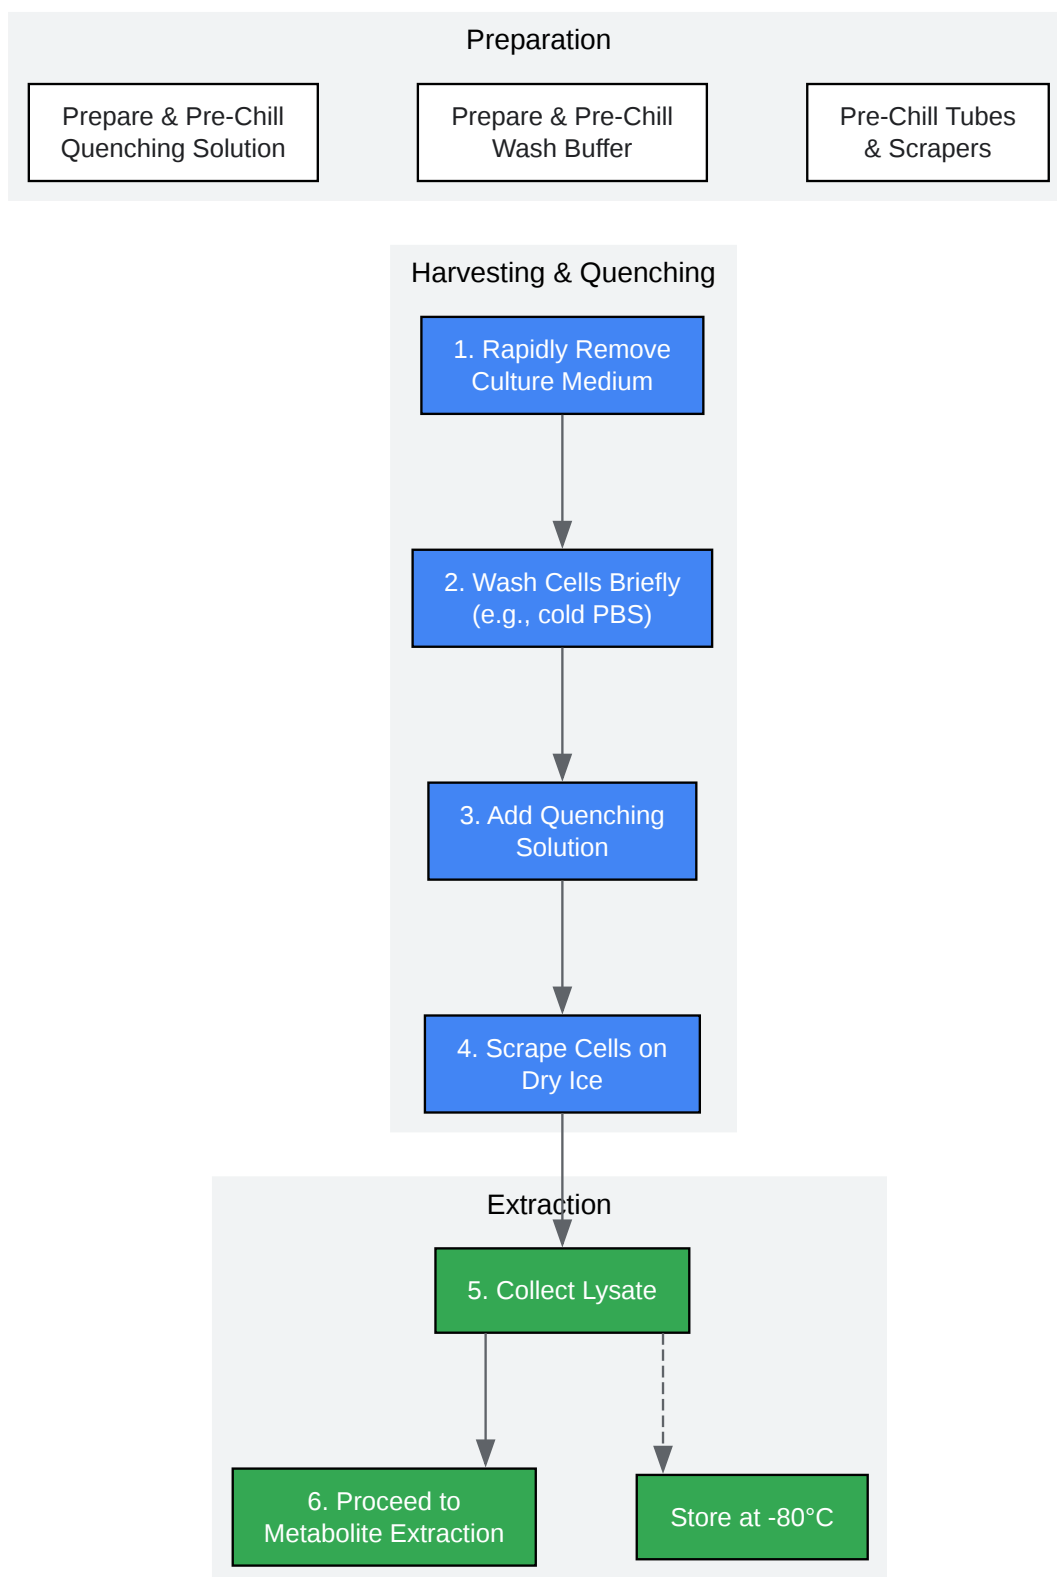 Preparation
Prepare & Pre-Chill
Quenching Solution
Prepare & Pre-Chill
Wash Buffer
Pre-Chill Tubes
& Scrapers
Harvesting & Quenching
1. Rapidly Remove
Culture Medium
2. Wash Cells Briefly
(e.g., cold PBS)
3. Add Quenching
Solution
4. Scrape Cells on
Dry Ice
Extraction
5. Collect Lysate
6. Proceed to
Metabolite Extraction
Store at -80°C